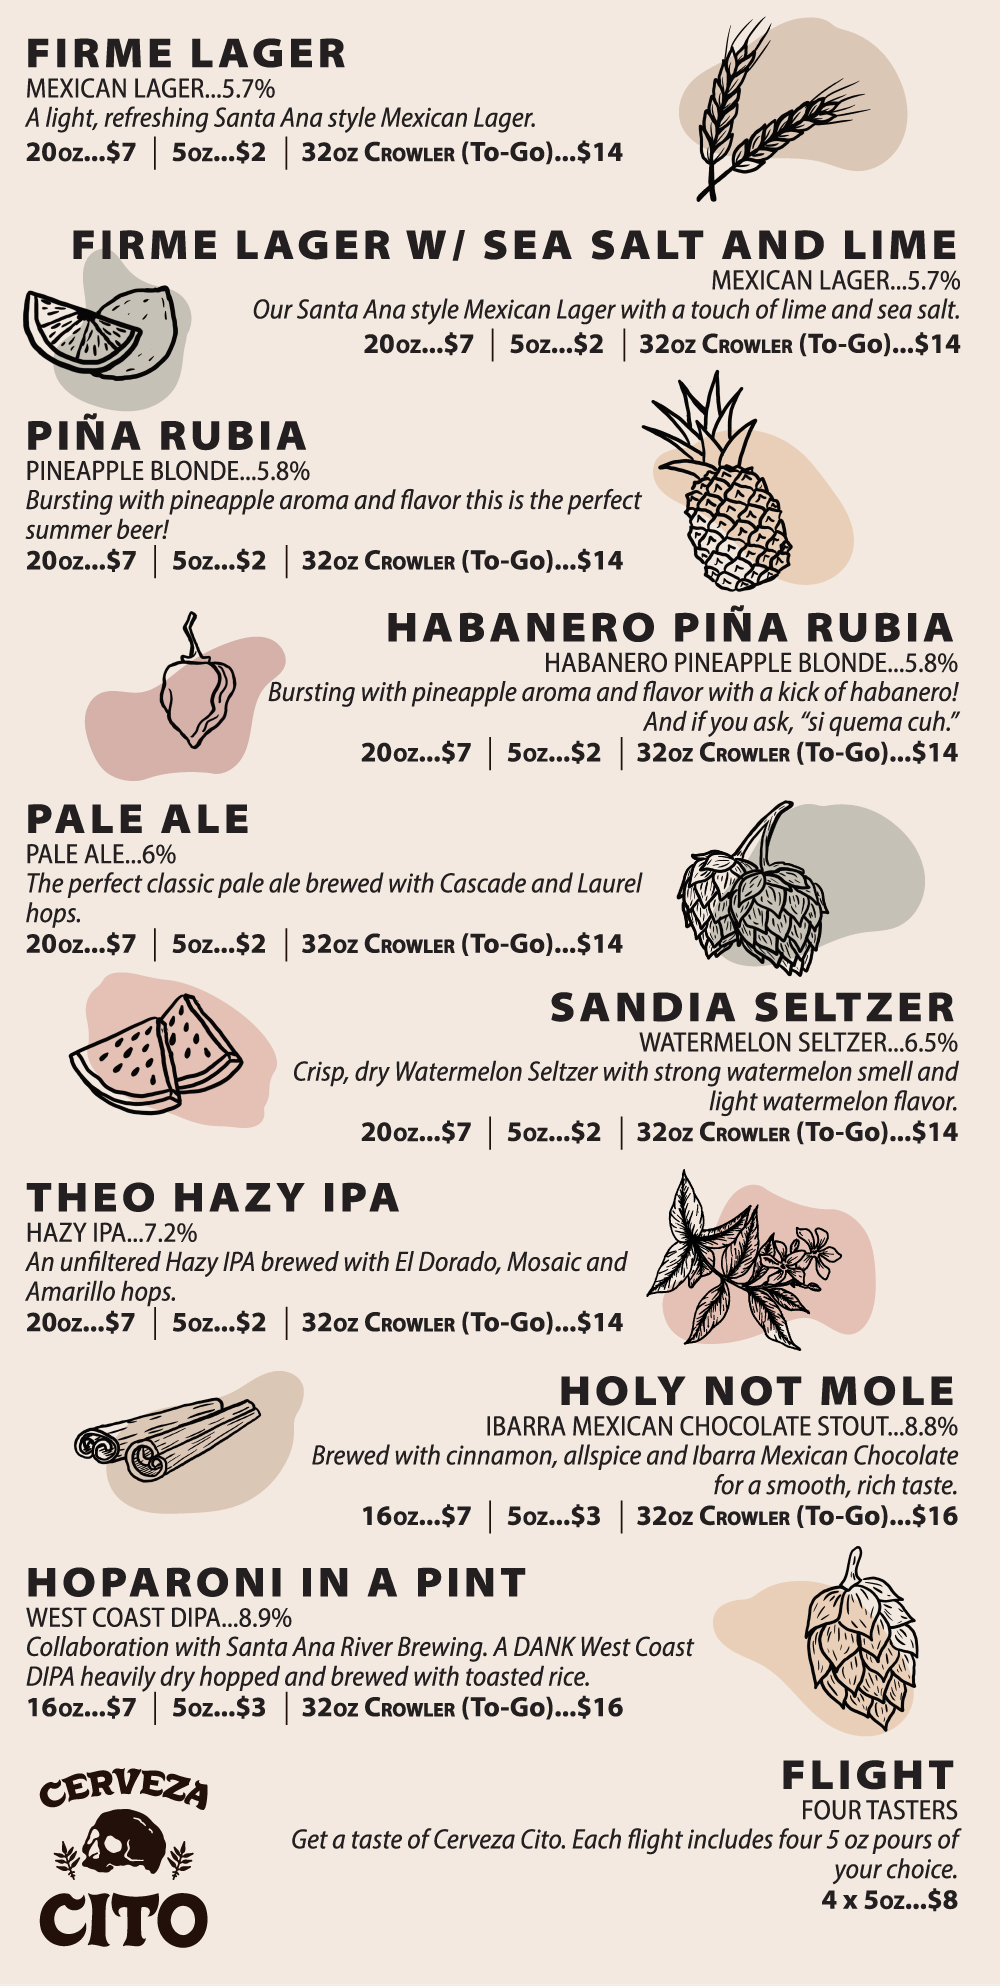 FIRME LAGER
MEXICAN LAGER...5.7%
A light, refreshing Santa Ana style Mexican Lager.
20oz...$7 | 5oz...$2 | 32oz Crowler (To-Go)...$14
FIRME LAGER W/ SEA SALT AND LIME
MEXICAN LAGER...5.7%
Our Santa Ana style Mexican Lager with a touch of lime and sea salt.
20oz...$7 | 5oz...$2 | 32oz Crowler (To-Go)...$14
PIÑA RUBIA
PINEAPPLE BLONDE...5.8%
Bursting with pineapple aroma and flavor this is the perfect
summer beer!
20oz...$7 | 5oz...$2 | 32oz Crowler (To-Go)...$14
HABANERO PIÑA RUBIA
HABANERO PINEAPPLE BLONDE...5.8%
Bursting with pineapple aroma and flavor with a kick of habanero!
And if you ask, “si quema cuh.”
20oz...$7 | 5oz...$2 | 32oz Crowler (To-Go)...$14
PALE ALE
PALE ALE...6%
The perfect classic pale ale brewed with Cascade and Laurel
hops.
20oz...$7 | 5oz...$2 | 32oz Crowler (To-Go)...$14
SANDIA SELTZER
WATERMELON SELTZER...6.5%
Crisp, dry Watermelon Seltzer with strong watermelon smell and
light watermelon flavor.
20oz...$7 | 5oz...$2 | 32oz Crowler (To-Go)...$14
THEO HAZY IPA
HAZY IPA...7.2%
An unfiltered Hazy IPA brewed with El Dorado, Mosaic and
Amarillo hops.
20oz...$7 | 5oz...$2 | 32oz Crowler (To-Go)...$14
HOLY NOT MOLE
IBARRA MEXICAN CHOCOLATE STOUT...8.8%
Brewed with cinnamon, allspice and Ibarra Mexican Chocolate
for a smooth, rich taste.
16oz...$7 | 5oz...$3 | 32oz Crowler (To-Go)...$16
HOPARONI IN A PINT
WEST COAST DIPA...8.9%
Collaboration with Santa Ana River Brewing. A DANK West Coast
DIPA heavily dry hopped and brewed with toasted rice.
16oz...$7 | 5oz...$3 | 32oz Crowler (To-Go)...$16
FLIGHT
FOUR TASTERS
Get a taste of Cerveza Cito. Each flight includes four 5 oz pours of
your choice.
4 x 5oz...$8
CERVEZA
CITO